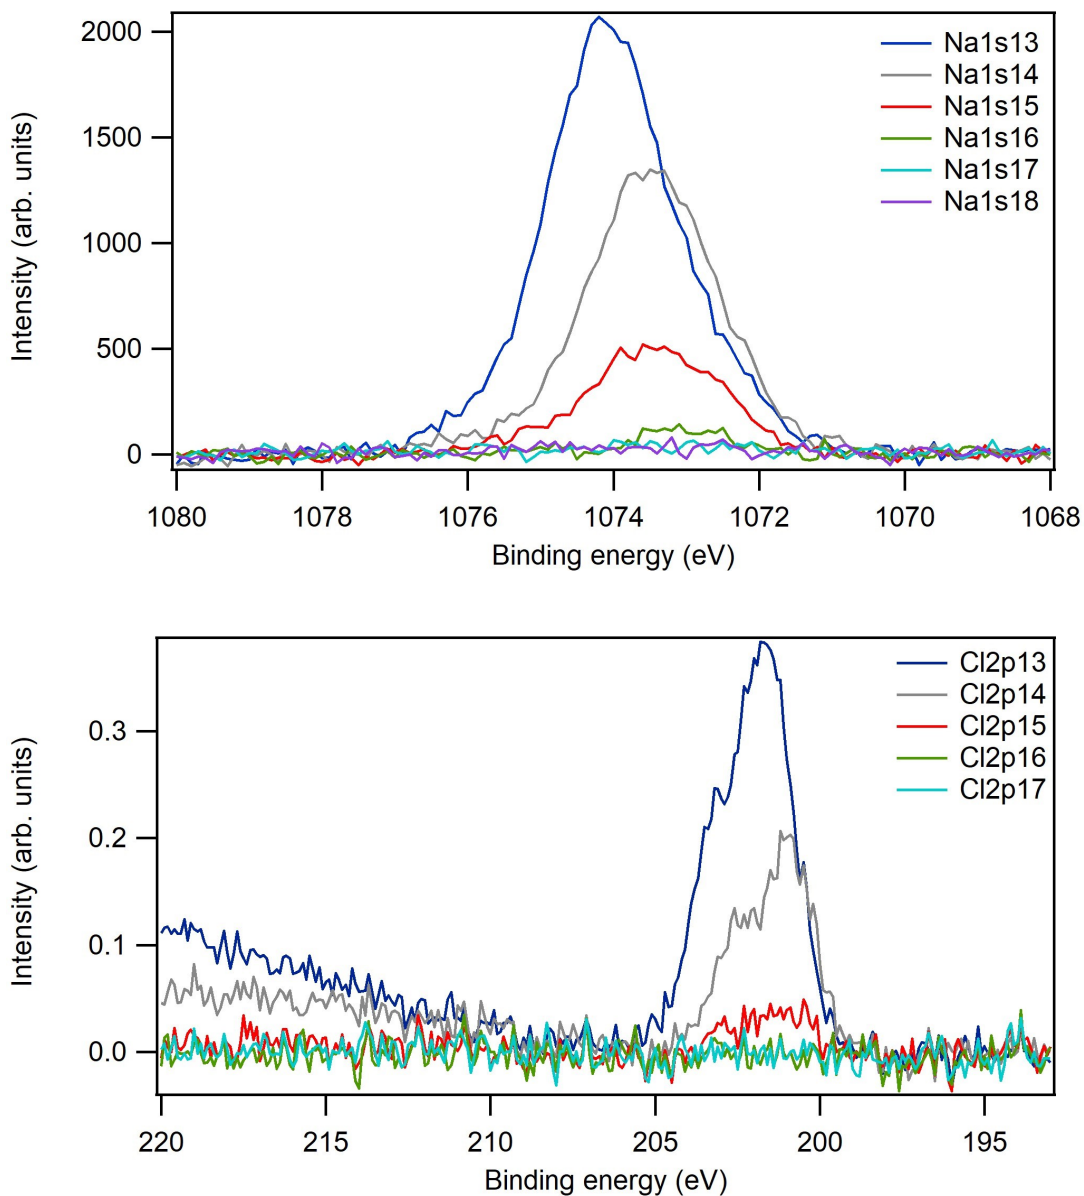 2000
1500
1000
500
0
Intensity (arb. units)
Na1s13
Na1s14
Na1s15
Na1s16
Na1s17
Na1s18
1080 1078 1076 1074 1072 1070 1068
Binding energy (eV)
0.3
0.2
0.1
0.0
Intensity (arb. units)
Cl2p13
Cl2p14
Cl2p15
Cl2p16
Cl2p17
220 215 210 205 200 195
Binding energy (eV)